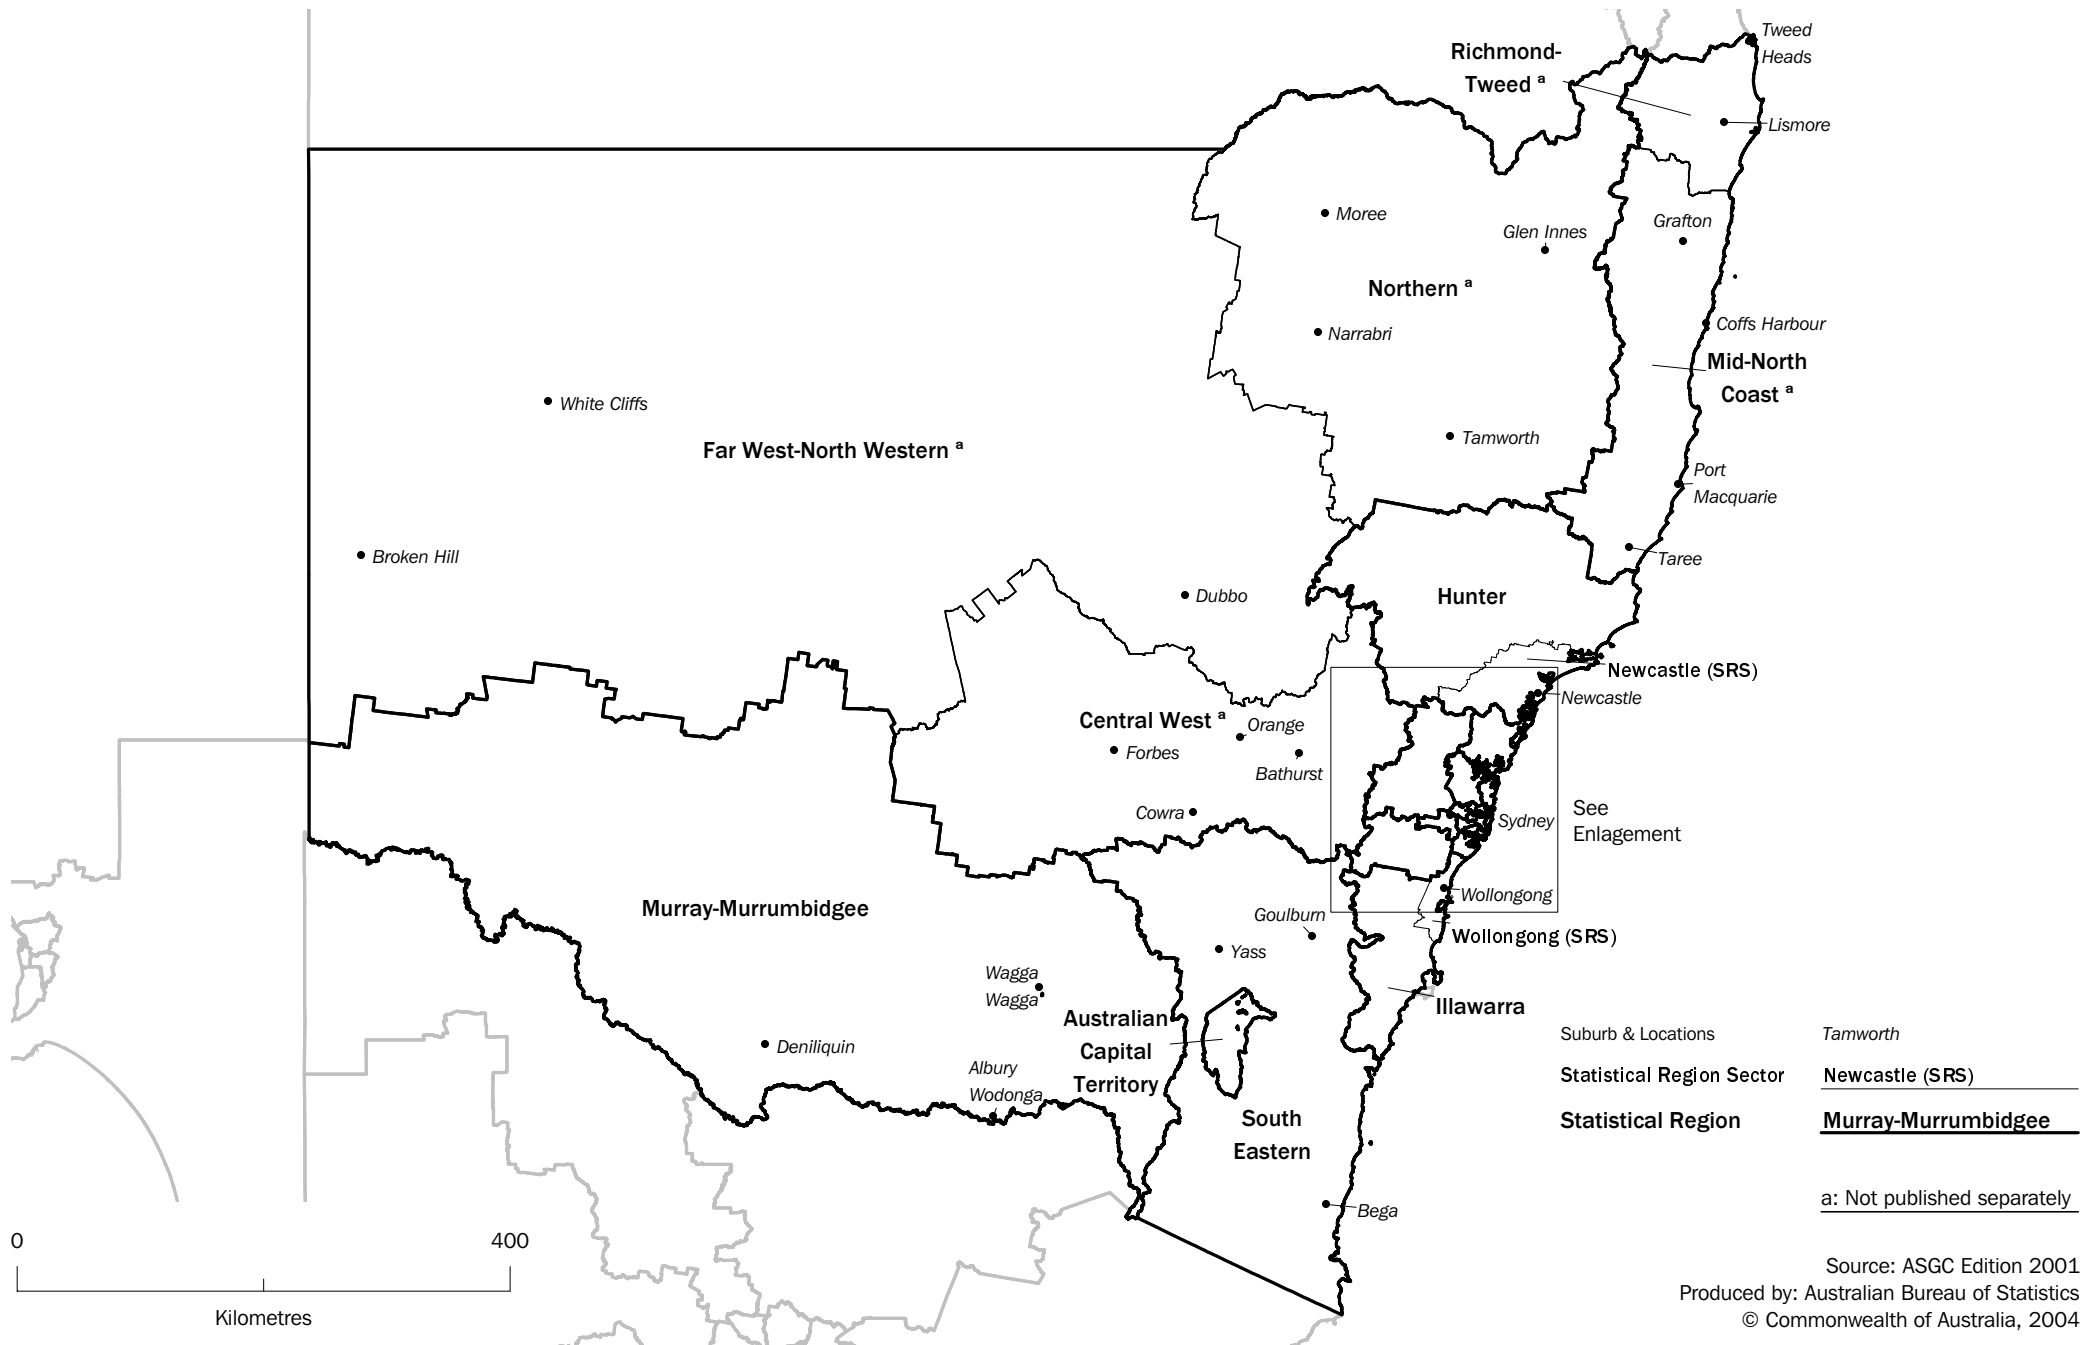 Tweed
Heads
Richmond-
Tweed a
Lismore
Moree
Glen Innes
Grafton
Northern a
Narrabri
Coffs Harbour
Mid-North
Coast a
White Cliffs
Far West-North Western a
Tamworth
Port
Macquarie
Broken Hill
Taree
Dubbo
Hunter
Newcastle (SRS)
Newcastle
Central West a
Orange
Forbes
Bathurst
Cowra
Sydney
See
Enlagement
Murray-Murrumbidgee
Wollongong
Goulburn
Wollongong (SRS)
Yass
Wagga
Wagga
Illawarra
Australian
Capital
Territory
Deniliquin
Albury
Wodonga
South
Eastern
Bega
Suburb & Locations
Tamworth
Statistical Region Sector
Newcastle (SRS)
Statistical Region
Murray-Murrumbidgee
a: Not published separately
0
400
Kilometres
Source: ASGC Edition 2001
Produced by: Australian Bureau of Statistics
© Commonwealth of Australia, 2004